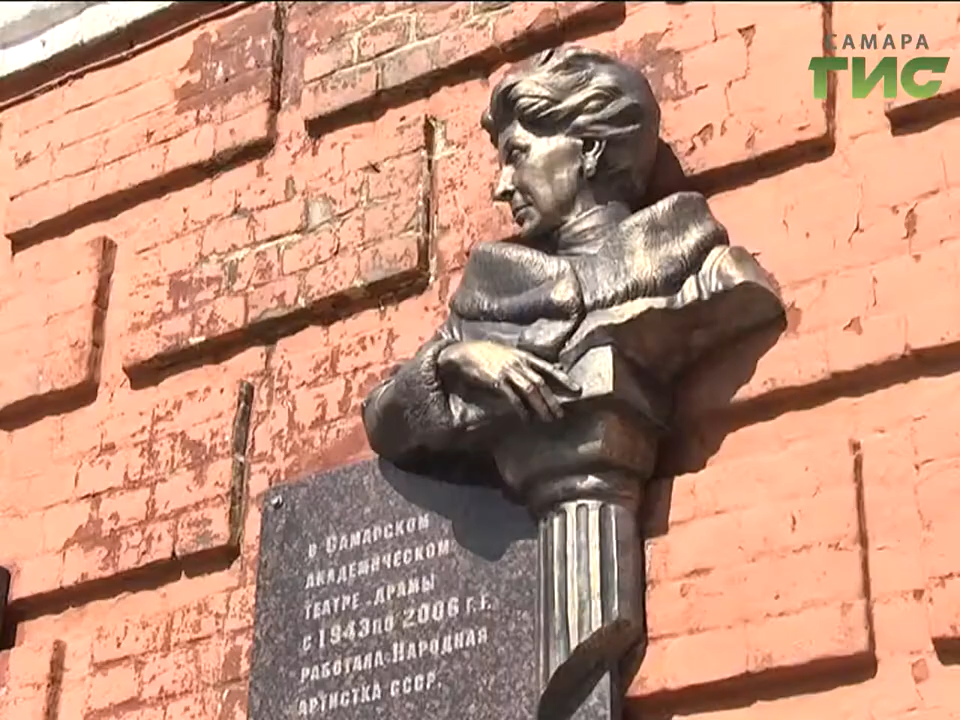 САМАРА
ТИС
В САМАРСКОМ
АКАДЕМИЧЕСКОМ
ТЕАТРЕ ДРАМЫ
С 1943 ПО 2006 Г.Г.
РАБОТАЛА НАРОДНАЯ
АРТИСТКА СССР.